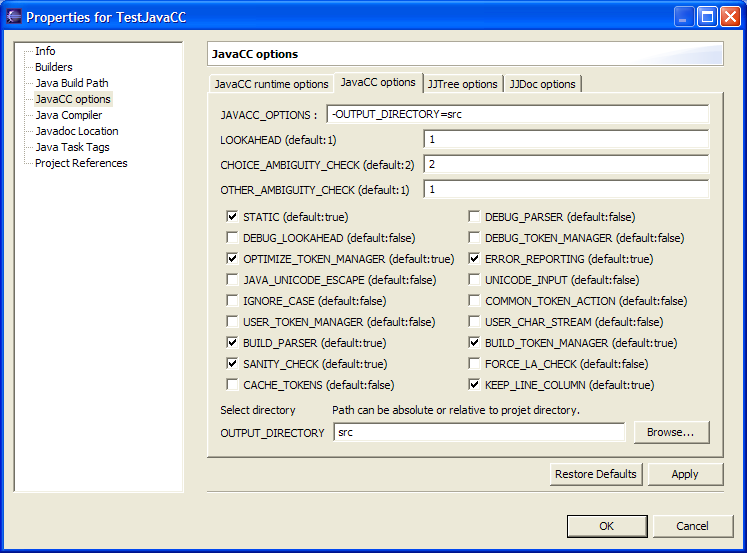 Properties for TestJavaCC
Info
Builders
Java Build Path
JavaCC options
Java Compiler
Javadoc Location
Java Task Tags
Project References
JavaCC options
JavaCC runtime options JavaCC options JJTree options JJDoc options
JAVACC_OPTIONS : -OUTPUT_DIRECTORY=src
LOOKAHEAD (default:1) 1
CHOICE_AMBIGUITY_CHECK (default:2) 2
OTHER_AMBIGUITY_CHECK (default:1) 1
STATIC (default:true) DEBUG_PARSER (default:false)
DEBUG_LOOKAHEAD (default:false) DEBUG_TOKEN_MANAGER (default:false)
OPTIMIZE_TOKEN_MANAGER (default:true) ERROR_REPORTING (default:true)
JAVA_UNICODE_ESCAPE (default:false) UNICODE_INPUT (default:false)
IGNORE_CASE (default:false) COMMON_TOKEN_ACTION (default:false)
USER_TOKEN_MANAGER (default:false) USER_CHAR_STREAM (default:false)
BUILD_PARSER (default:true) BUILD_TOKEN_MANAGER (default:true)
SANITY_CHECK (default:true) FORCE_LA_CHECK (default:false)
CACHE_TOKENS (default:false) KEEP_LINE_COLUMN (default:true)
Select directory Path can be absolute or relative to projet directory.
OUTPUT_DIRECTORY src Browse...
Restore Defaults Apply
OK Cancel